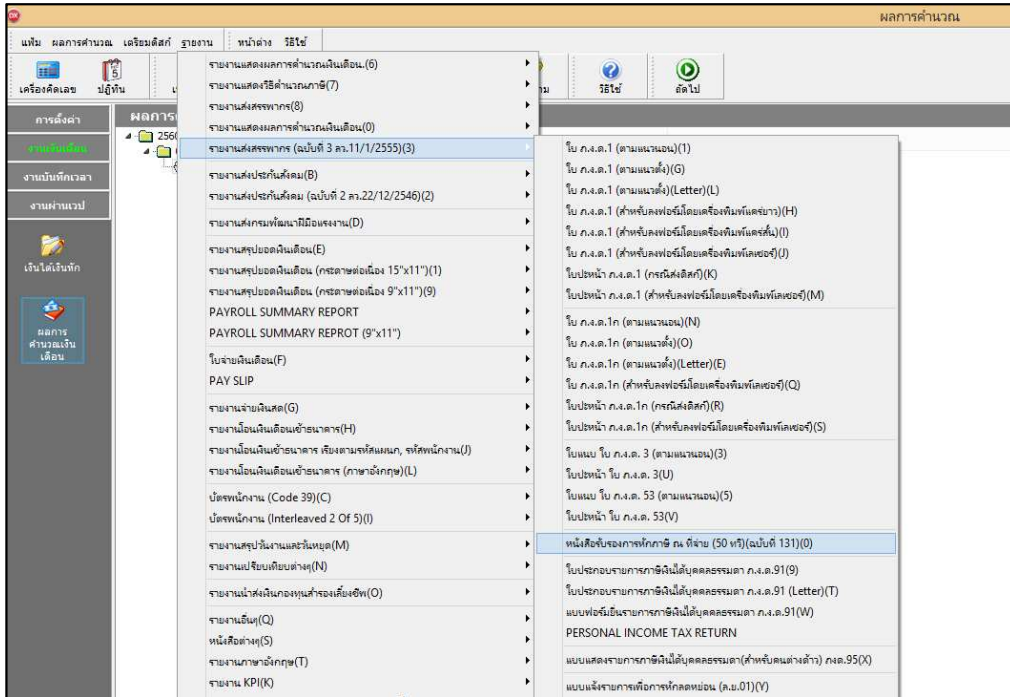 ผลการคำนวณ
แฟ้ม ผลการคำนวณ เตรียมดิสก์ รายงาน หน้าต่าง วิธีใช้
เครื่องคิดเลข ปฏิทิน วิธีใช้ ถัดไป
การตั้งค่า
งานเงินเดือน
งานบันทึกเวลา
งานผ่านเวป
เงินได้เงินหัก
ผลการ
คำนวณเงิน
เดือน
ผลการ
2560
รายงานแสดงผลการคำนวณเงินเดือน.(6)
รายงานแสดงวิธีคำนวณภาษี(7)
รายงานส่งสรรพากร(8)
รายงานแสดงผลการคำนวณเงินเดือน(0)
รายงานส่งสรรพากร (ฉบับที่ 3 ลว.11/1/2555)(3)
รายงานส่งประกันสังคม(B)
รายงานส่งประกันสังคม (ฉบับที่ 2 ลว.22/12/2546)(2)
รายงานส่งกรมพัฒนาฝีมือแรงงาน(D)
รายงานสรุปยอดเงินเดือน(E)
รายงานสรุปยอดเงินเดือน (กระดาษต่อเนื่อง 15"x11")(1)
รายงานสรุปยอดเงินเดือน (กระดาษต่อเนื่อง 9"x11")(9)
PAYROLL SUMMARY REPORT
PAYROLL SUMMARY REPROT (9"x11")
ใบจ่ายเงินเดือน(F)
PAY SLIP
รายงานจ่ายเงินสด(G)
รายงานโอนเงินเดือนเข้าธนาคาร(H)
รายงานโอนเงินเข้าธนาคาร เรียงตามรหัสแผนก, รหัสพนักงาน(J)
รายงานโอนเงินเดือนเข้าธนาคาร (ภาษาอังกฤษ)(L)
บัตรพนักงาน (Code 39)(C)
บัตรพนักงาน (Interleaved 2 Of 5)(I)
รายงานสรุปวันงานและวันหยุด(M)
รายงานเปรียบเทียบต่างๆ(N)
รายงานนำส่งเงินกองทุนสำรองเลี้ยงชีพ(O)
รายงานอื่นๆ(Q)
หนังสือต่างๆ(S)
รายงานภาษาอังกฤษ(T)
รายงาน KPI(K)
ใบ ภ.ง.ด.1 (ตามแนวนอน)(1)
ใบ ภ.ง.ด.1 (ตามแนวตั้ง)(G)
ใบ ภ.ง.ด.1 (ตามแนวตั้ง)(Letter)(L)
ใบ ภ.ง.ด.1 (สำหรับลงฟอร์มโดยเครื่องพิมพ์แคร่ยาว)(H)
ใบ ภ.ง.ด.1 (สำหรับลงฟอร์มโดยเครื่องพิมพ์แคร่สั้น)(I)
ใบ ภ.ง.ด.1 (สำหรับลงฟอร์มโดยเครื่องพิมพ์เลเซอร์)(J)
ใบปะหน้า ภ.ง.ด.1 (กรณีส่งดิสก์)(K)
ใบปะหน้า ภ.ง.ด.1 (สำหรับลงฟอร์มโดยเครื่องพิมพ์เลเซอร์)(M)
ใบ ภ.ง.ด.1ก (ตามแนวนอน)(N)
ใบ ภ.ง.ด.1ก (ตามแนวตั้ง)(O)
ใบ ภ.ง.ด.1ก (ตามแนวตั้ง)(Letter)(E)
ใบ ภ.ง.ด.1ก (สำหรับลงฟอร์มโดยเครื่องพิมพ์เลเซอร์)(Q)
ใบปะหน้า ภ.ง.ด.1ก (กรณีส่งดิสก์)(R)
ใบปะหน้า ภ.ง.ด.1ก (สำหรับลงฟอร์มโดยเครื่องพิมพ์เลเซอร์)(S)
ใบแนบ ใบ ภ.ง.ด. 3 (ตามแนวนอน)(3)
ใบปะหน้า ใบ ภ.ง.ด. 3(U)
ใบแนบ ใบ ภ.ง.ด. 53 (ตามแนวนอน)(5)
ใบปะหน้า ใบ ภ.ง.ด. 53(V)
หนังสือรับรองการหักภาษี ณ ที่จ่าย (50 ทวิ)(ฉบับที่ 131)(0)
ใบประกอบรายการภาษีเงินได้บุคคลธรรมดา ภ.ง.ด.91(9)
ใบประกอบรายการภาษีเงินได้บุคคลธรรมดา ภ.ง.ด.91 (Letter)(T)
แบบฟอร์มยื่นรายการภาษีเงินได้บุคคลธรรมดา ภ.ง.ด.91(W)
PERSONAL INCOME TAX RETURN
แบบแสดงรายการภาษีเงินได้บุคคลธรรมดา(สำหรับคนต่างด้าว) ภงด.95(X)
แบบแจ้งรายการเพื่อการหักลดหย่อน (ล.ย.01)(Y)